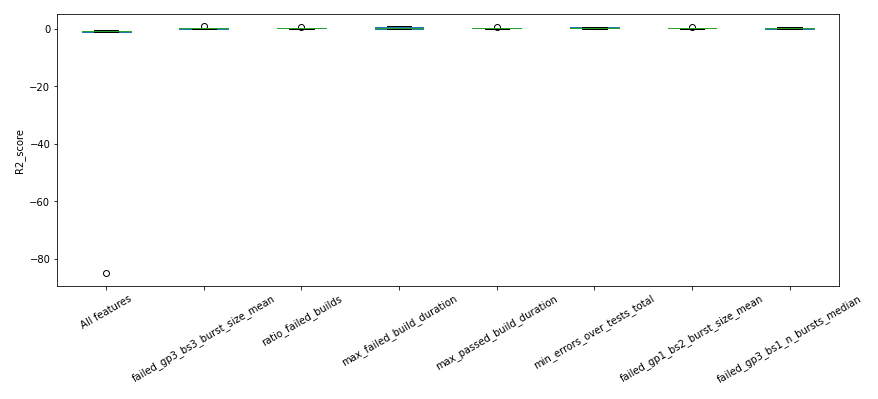 R2_score
0
−20
−40
−60
−80
All features
failed_gp3_bs3_burst_size_mean
ratio_failed_builds
max_failed_build_duration
max_passed_build_duration
min_errors_over_tests_total
failed_gp1_bs2_burst_size_mean
failed_gp3_bs1_n_bursts_median